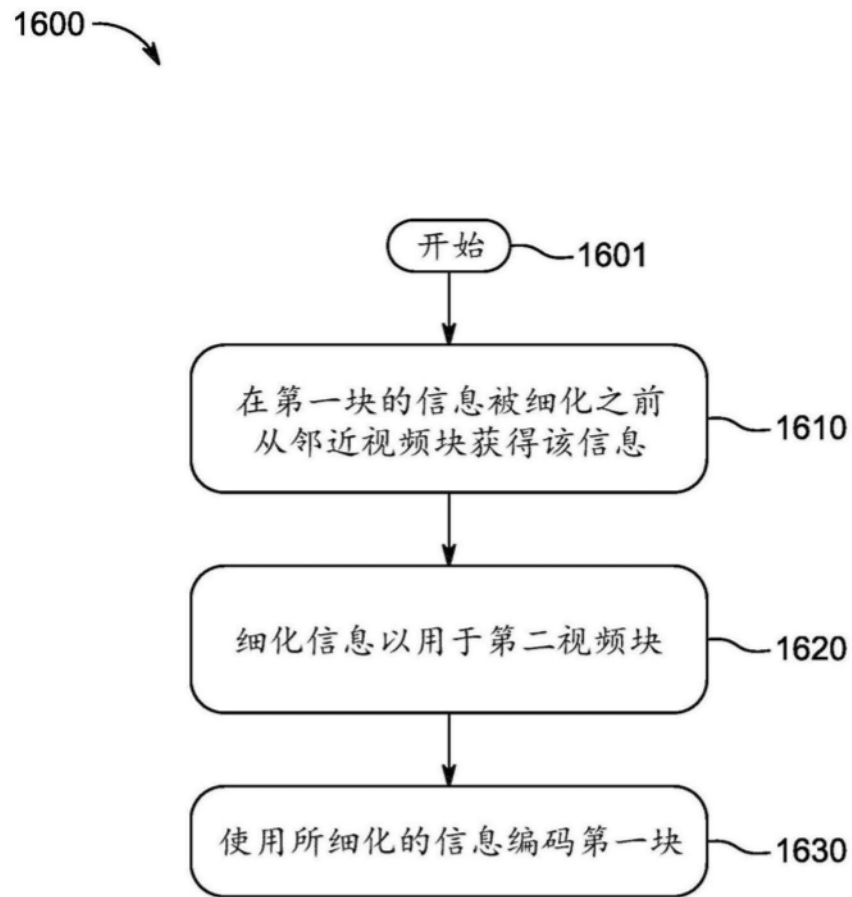 1600
开始
1601
在第一块的信息被细化之前
从邻近视频块获得该信息
1610
细化信息以用于第二视频块
1620
使用所细化的信息编码第一块
1630